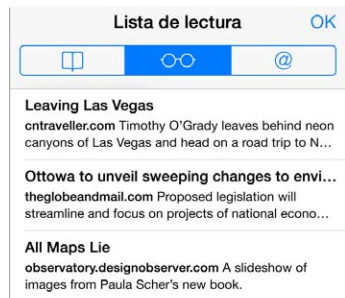 Lista de lectura
OK
@
Leaving Las Vegas
cntraveller.com Timothy O'Grady leaves behind neon
canyons of Las Vegas and head on a road trip to N...
Ottowa to unveil sweeping changes to envi...
theglobeandmail.com Proposed legislation will
streamline and focus on projects of national econo...
All Maps Lie
observatory.designobserver.com A slideshow of
images from Paula Scher's new book.